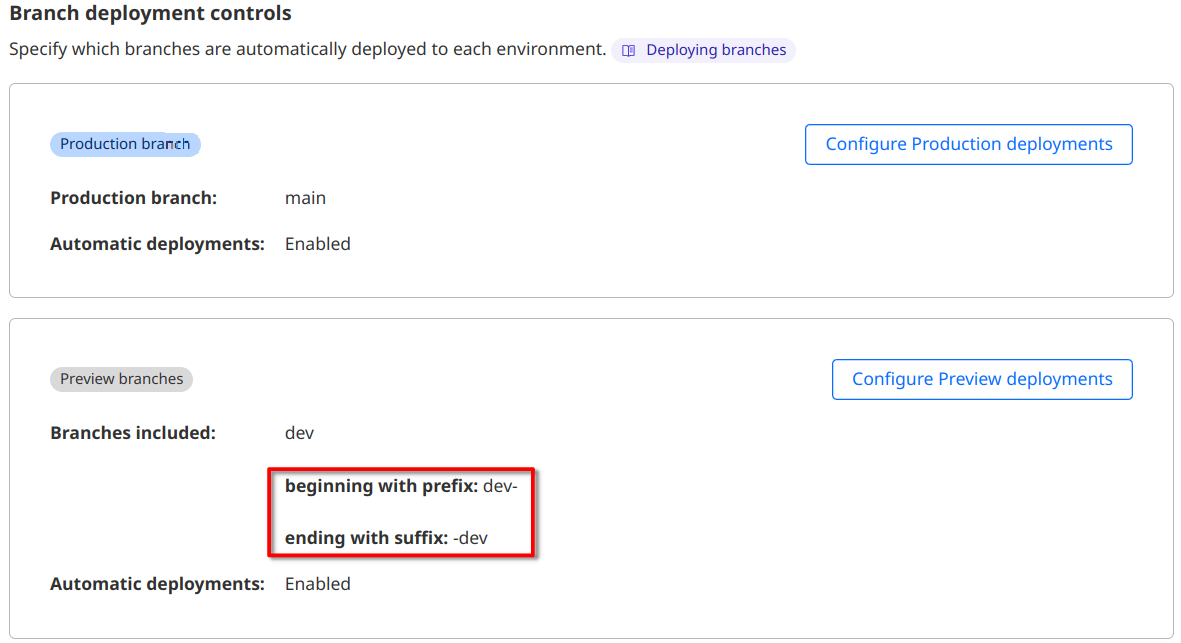 Branch deployment controls
Specify which branches are automatically deployed to each environment. Deploying branches
Production branch Configure Production deployments
Production branch: main
Automatic deployments: Enabled
Preview branches Configure Preview deployments
Branches included: dev
beginning with prefix: dev-
ending with suffix: -dev
Automatic deployments: Enabled